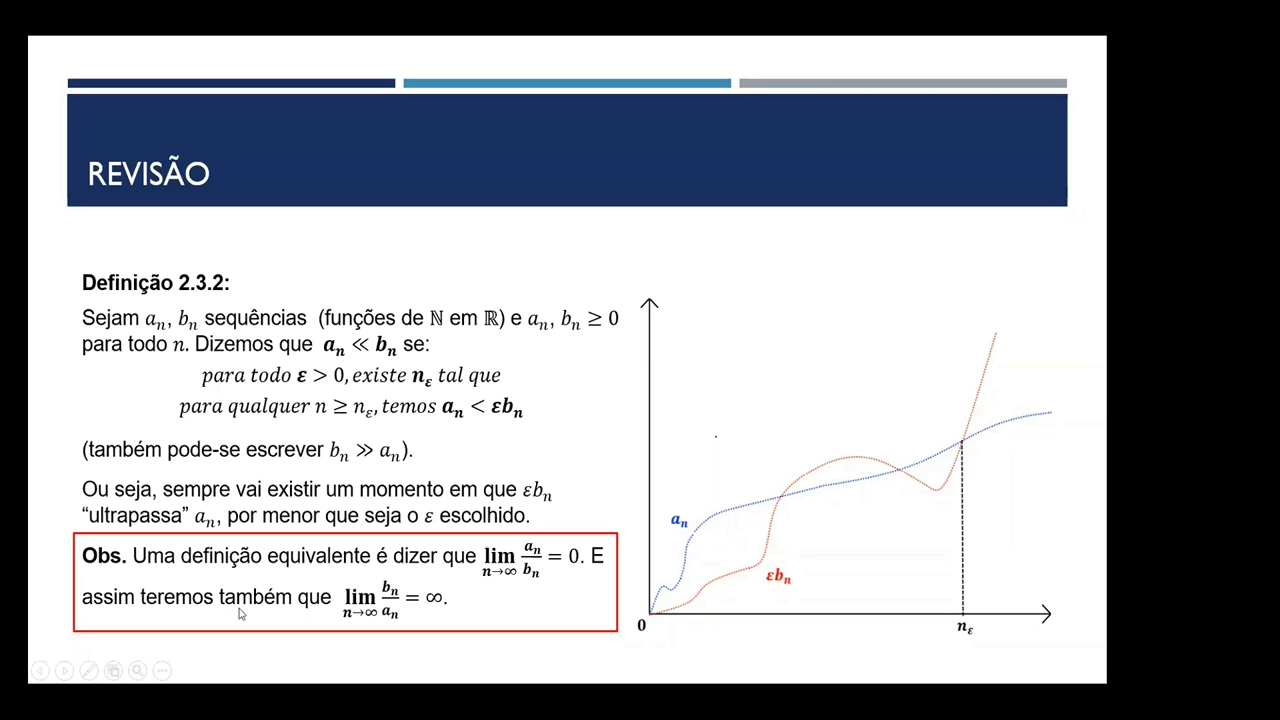 REVISÃO
Definição 2.3.2:
Sejam aₙ, bₙ sequências (funções de ℕ em ℝ) e aₙ, bₙ ≥ 0
para todo n. Dizemos que aₙ ≪ bₙ se:
para todo ε > 0, existe n_ε tal que
para qualquer n ≥ n_ε, temos aₙ < εbₙ
(também pode-se escrever bₙ ≫ aₙ).
Ou seja, sempre vai existir um momento em que εbₙ
“ultrapassa” aₙ, por menor que seja o ε escolhido.
Obs. Uma definição equivalente é dizer que lim n→∞ aₙ/bₙ = 0. E
assim teremos também que lim n→∞ bₙ/aₙ = ∞.
aₙ
εbₙ
0
n_ε